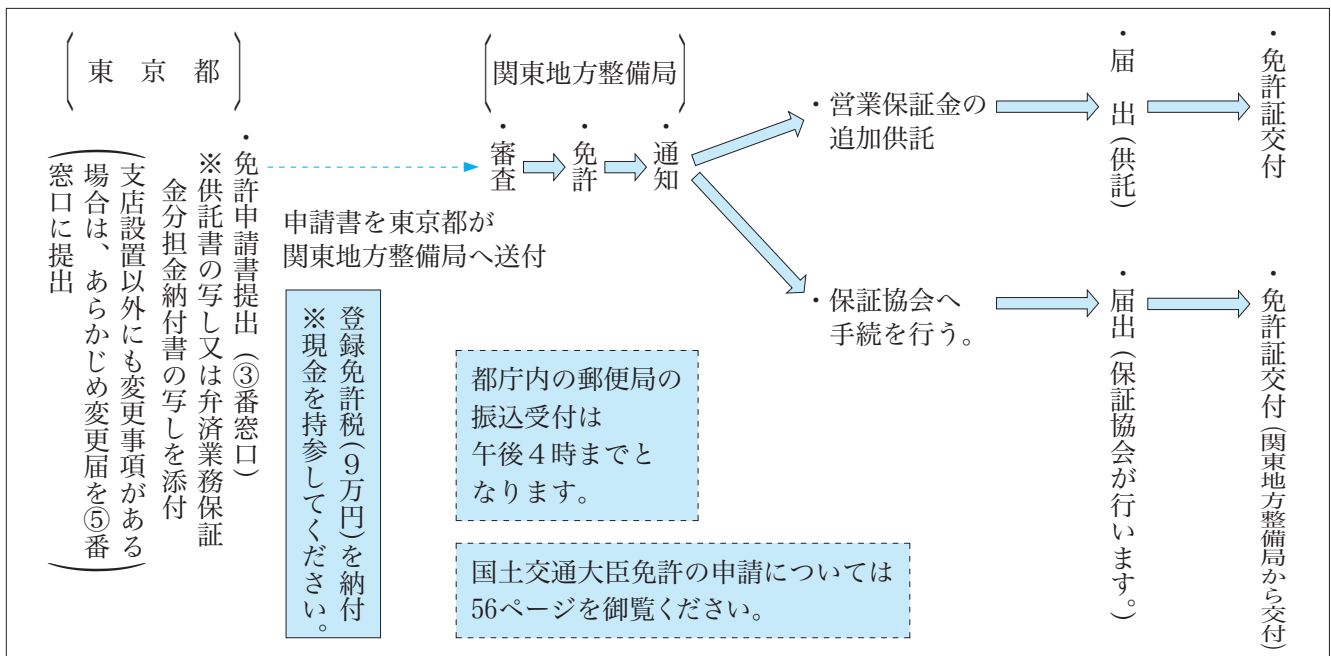 東京都
・免許申請書提出（③番窓口）
※供託書の写し又は弁済業務保証
金分担金納付書の写しを添付
（支店設置以外にも変更事項がある
場合は、あらかじめ変更届を⑤番
窓口に提出）
申請書を東京都が
関東地方整備局へ送付
登録免許税（９万円）を納付
※現金を持参してください。
関東地方整備局
・審査
・免許
・通知
・営業保証金の
追加供託
・届出（供託）
・免許証交付
・保証協会へ
手続を行う。
・届出（保証協会が行います。）
・免許証交付（関東地方整備局から交付）
都庁内の郵便局の
振込受付は
午後４時までと
なります。
国土交通大臣免許の申請については
56ページを御覧ください。